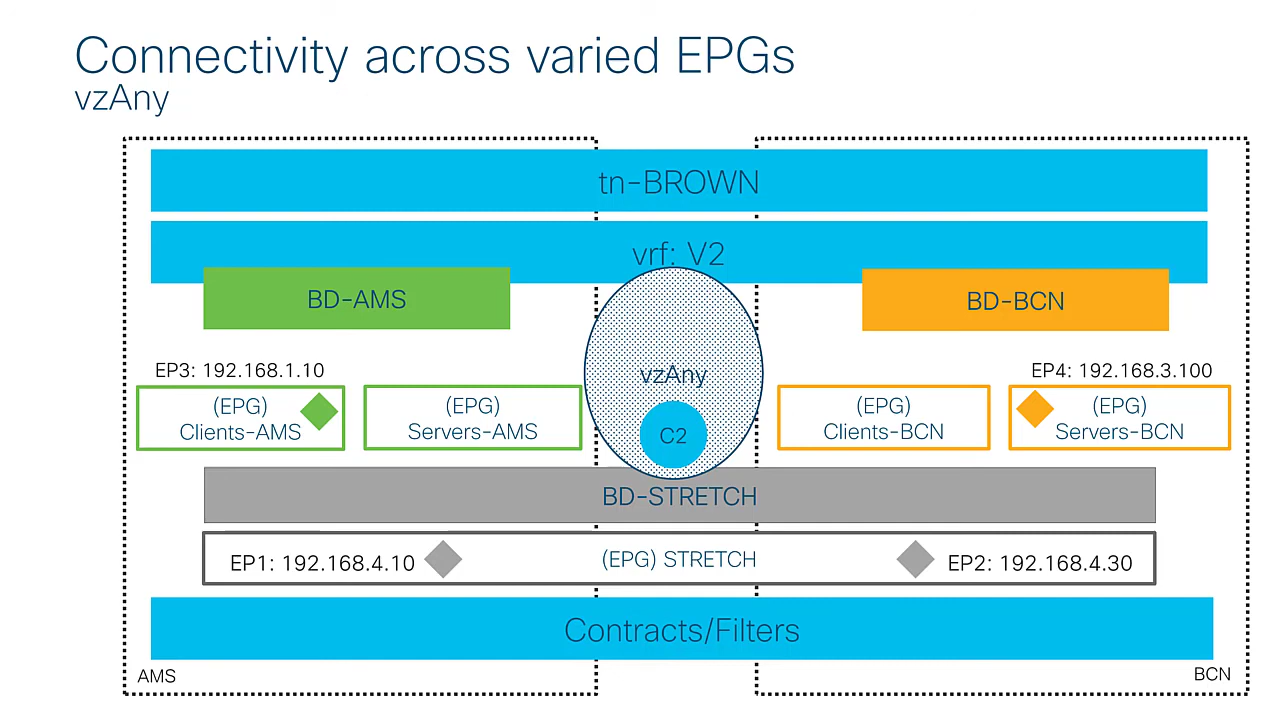 Connectivity across varied EPGs
vzAny
tn-BROWN
vrf: V2
BD-AMS
BD-BCN
vzAny
C2
EP3: 192.168.1.10
(EPG)
Clients-AMS
(EPG)
Servers-AMS
(EPG)
Clients-BCN
EP4: 192.168.3.100
(EPG)
Servers-BCN
BD-STRETCH
EP1: 192.168.4.10
(EPG) STRETCH
EP2: 192.168.4.30
Contracts/Filters
AMS
BCN